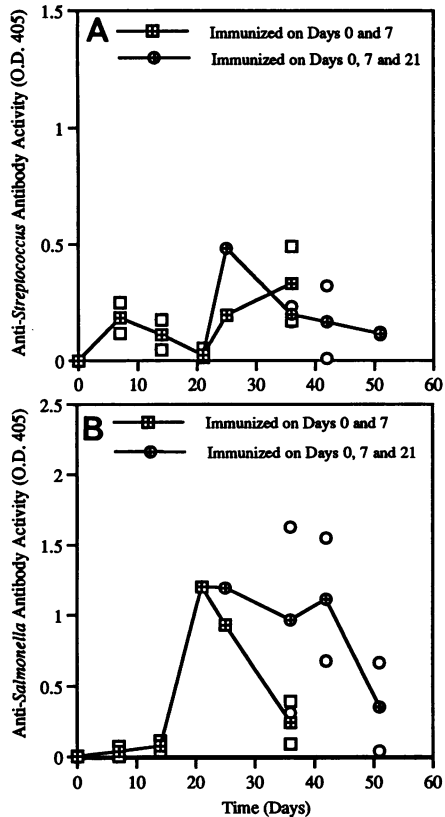 A
Immunized on Days 0 and 7
Immunized on Days 0, 7 and 21
Anti-Streptococcus Antibody Activity (O.D. 405)
1.5
1
0.5
0
0 10 20 30 40 50 60
B
Immunized on Days 0 and 7
Immunized on Days 0, 7 and 21
Anti-Salmonella Antibody Activity (O.D. 405)
2.5
2
1.5
1
0.5
0
0 10 20 30 40 50 60
Time (Days)